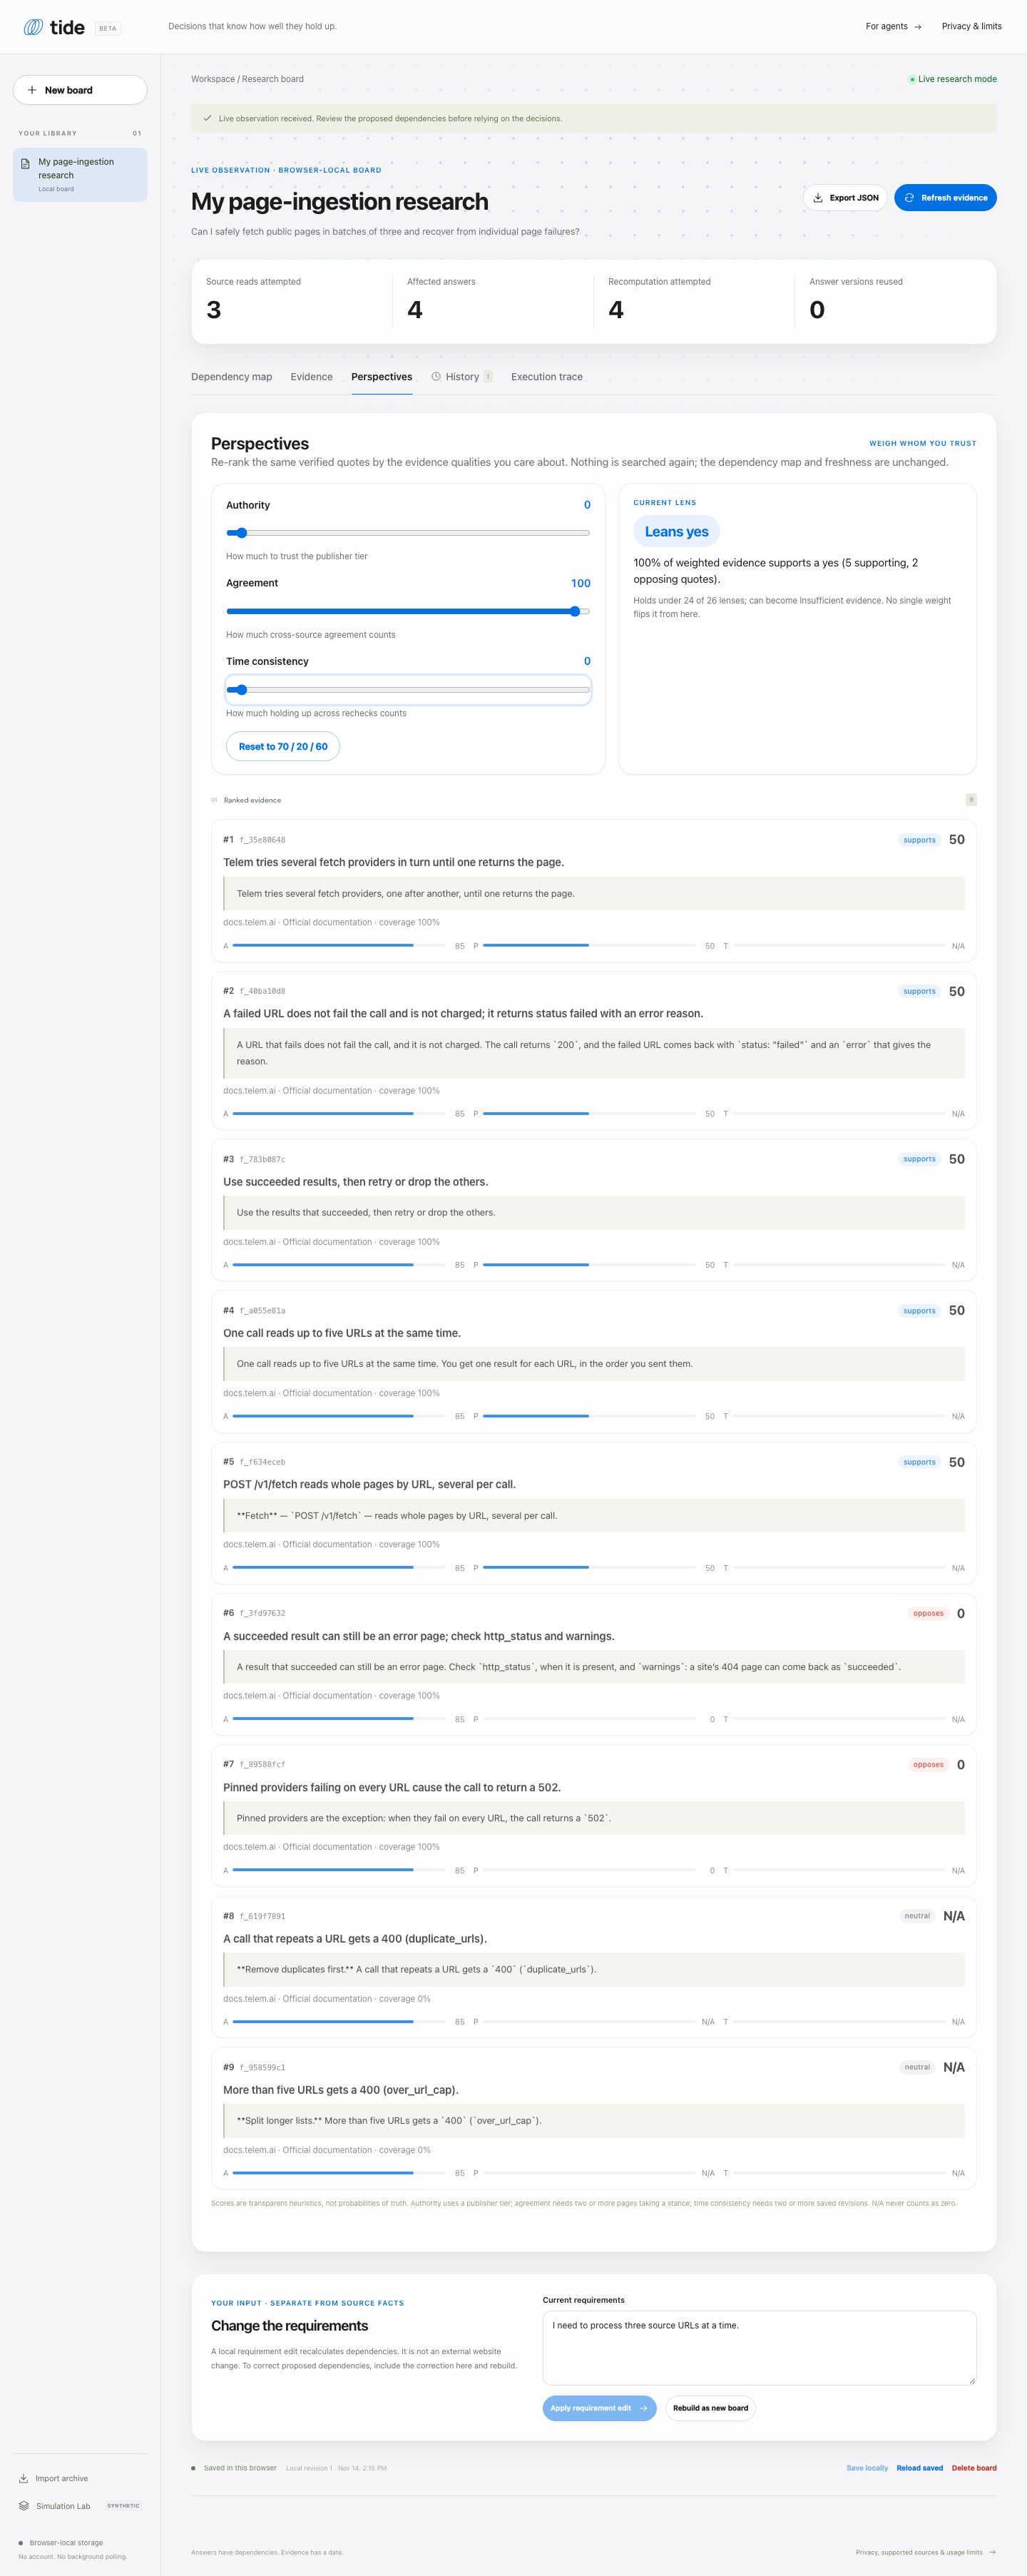 tide
BETA
Decisions that know how well they hold up.
For agents →
Privacy & limits
New board
YOUR LIBRARY 01
My page-ingestion
research
Local board
Workspace / Research board
Live research mode
Live observation received. Review the proposed dependencies before relying on the decisions.
LIVE OBSERVATION · BROWSER-LOCAL BOARD
My page-ingestion research
Export JSON
Refresh evidence
Can I safely fetch public pages in batches of three and recover from individual page failures?
Source reads attempted
3
Affected answers
4
Recomputation attempted
4
Answer versions reused
0
Dependency map
Evidence
Perspectives
History 1
Execution trace
Perspectives
WEIGH WHOM YOU TRUST
Re-rank the same verified quotes by the evidence qualities you care about. Nothing is searched again; the dependency map and freshness are unchanged.
Authority 0
How much to trust the publisher tier
Agreement 100
How much cross-source agreement counts
Time consistency 0
How much holding up across rechecks counts
Reset to 70 / 20 / 60
CURRENT LENS
Leans yes
100% of weighted evidence supports a yes (5 supporting, 2
opposing quotes).
Holds under 24 of 26 lenses; can become Insufficient evidence. No single weight
flips it from here.
Ranked evidence 9
#1 f_35e80648 supports 50
Telem tries several fetch providers in turn until one returns the page.
Telem tries several fetch providers, one after another, until one returns the page.
docs.telem.ai · Official documentation · coverage 100%
A 85 P 50 T N/A
#2 f_40ba10d8 supports 50
A failed URL does not fail the call and is not charged; it returns status failed with an error reason.
A URL that fails does not fail the call, and it is not charged. The call returns `200`, and the failed URL comes back with `status: "failed"` and an `error` that gives the
reason.
docs.telem.ai · Official documentation · coverage 100%
A 85 P 50 T N/A
#3 f_783b087c supports 50
Use succeeded results, then retry or drop the others.
Use the results that succeeded, then retry or drop the others.
docs.telem.ai · Official documentation · coverage 100%
A 85 P 50 T N/A
#4 f_a055e81a supports 50
One call reads up to five URLs at the same time.
One call reads up to five URLs at the same time. You get one result for each URL, in the order you sent them.
docs.telem.ai · Official documentation · coverage 100%
A 85 P 50 T N/A
#5 f_f634eceb supports 50
POST /v1/fetch reads whole pages by URL, several per call.
**Fetch** — `POST /v1/fetch` — reads whole pages by URL, several per call.
docs.telem.ai · Official documentation · coverage 100%
A 85 P 50 T N/A
#6 f_3fd97632 opposes 0
A succeeded result can still be an error page; check http_status and warnings.
A result that succeeded can still be an error page. Check `http_status`, when it is present, and `warnings`: a site's 404 page can come back as `succeeded`.
docs.telem.ai · Official documentation · coverage 100%
A 85 P 0 T N/A
#7 f_89588fcf opposes 0
Pinned providers failing on every URL cause the call to return a 502.
Pinned providers are the exception: when they fail on every URL, the call returns a `502`.
docs.telem.ai · Official documentation · coverage 100%
A 85 P 0 T N/A
#8 f_619f7891 neutral N/A
A call that repeats a URL gets a 400 (duplicate_urls).
**Remove duplicates first.** A call that repeats a URL gets a `400` (`duplicate_urls`).
docs.telem.ai · Official documentation · coverage 0%
A 85 P N/A T N/A
#9 f_958599c1 neutral N/A
More than five URLs gets a 400 (over_url_cap).
**Split longer lists.** More than five URLs gets a `400` (`over_url_cap`).
docs.telem.ai · Official documentation · coverage 0%
A 85 P N/A T N/A
Scores are transparent heuristics, not probabilities of truth. Authority uses a publisher tier; agreement needs two or more pages taking a stance; time consistency needs two or more saved revisions. N/A never counts as zero.
YOUR INPUT · SEPARATE FROM SOURCE FACTS
Change the requirements
A local requirement edit recalculates dependencies. It is not an external website
change. To correct proposed dependencies, include the correction here and rebuild.
Current requirements
I need to process three source URLs at a time.
Apply requirement edit →
Rebuild as new board
Saved in this browser Local revision 1 · Nov 14, 2:15 PM
Save locally Reload saved Delete board
Import archive
Simulation Lab SYNTHETIC
Browser-local storage
No account. No background polling.
Answers have dependencies. Evidence has a date.
Privacy, supported sources & usage limits →